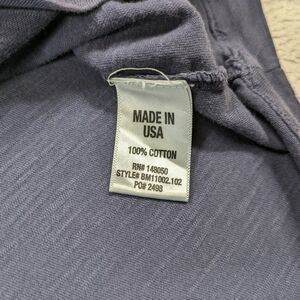 MADE IN
USA
100% COTTON
RN# 148050
STYLE# BM11002.102
PO# 2498